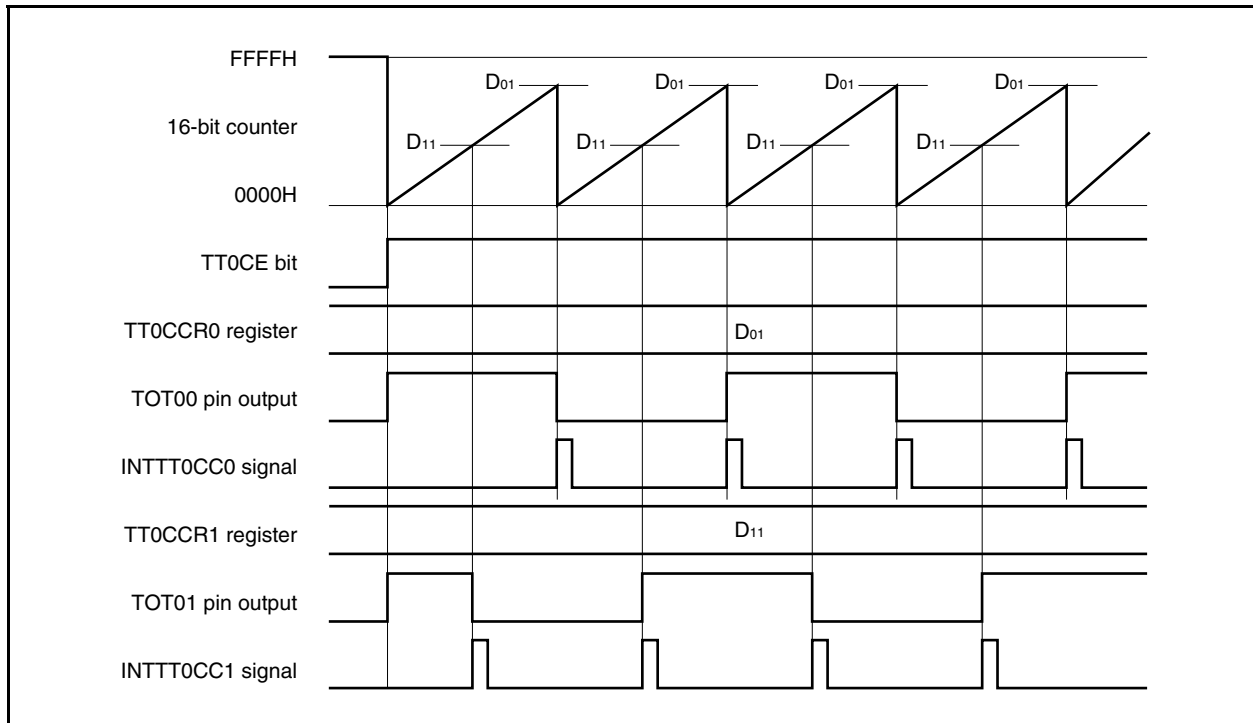 FFFFH
D01 D01 D01 D01
16-bit counter
D11 D11 D11 D11
0000H
TT0CE bit
TT0CCR0 register
D01
TOT00 pin output
INTTT0CC0 signal
TT0CCR1 register
D11
TOT01 pin output
INTTT0CC1 signal